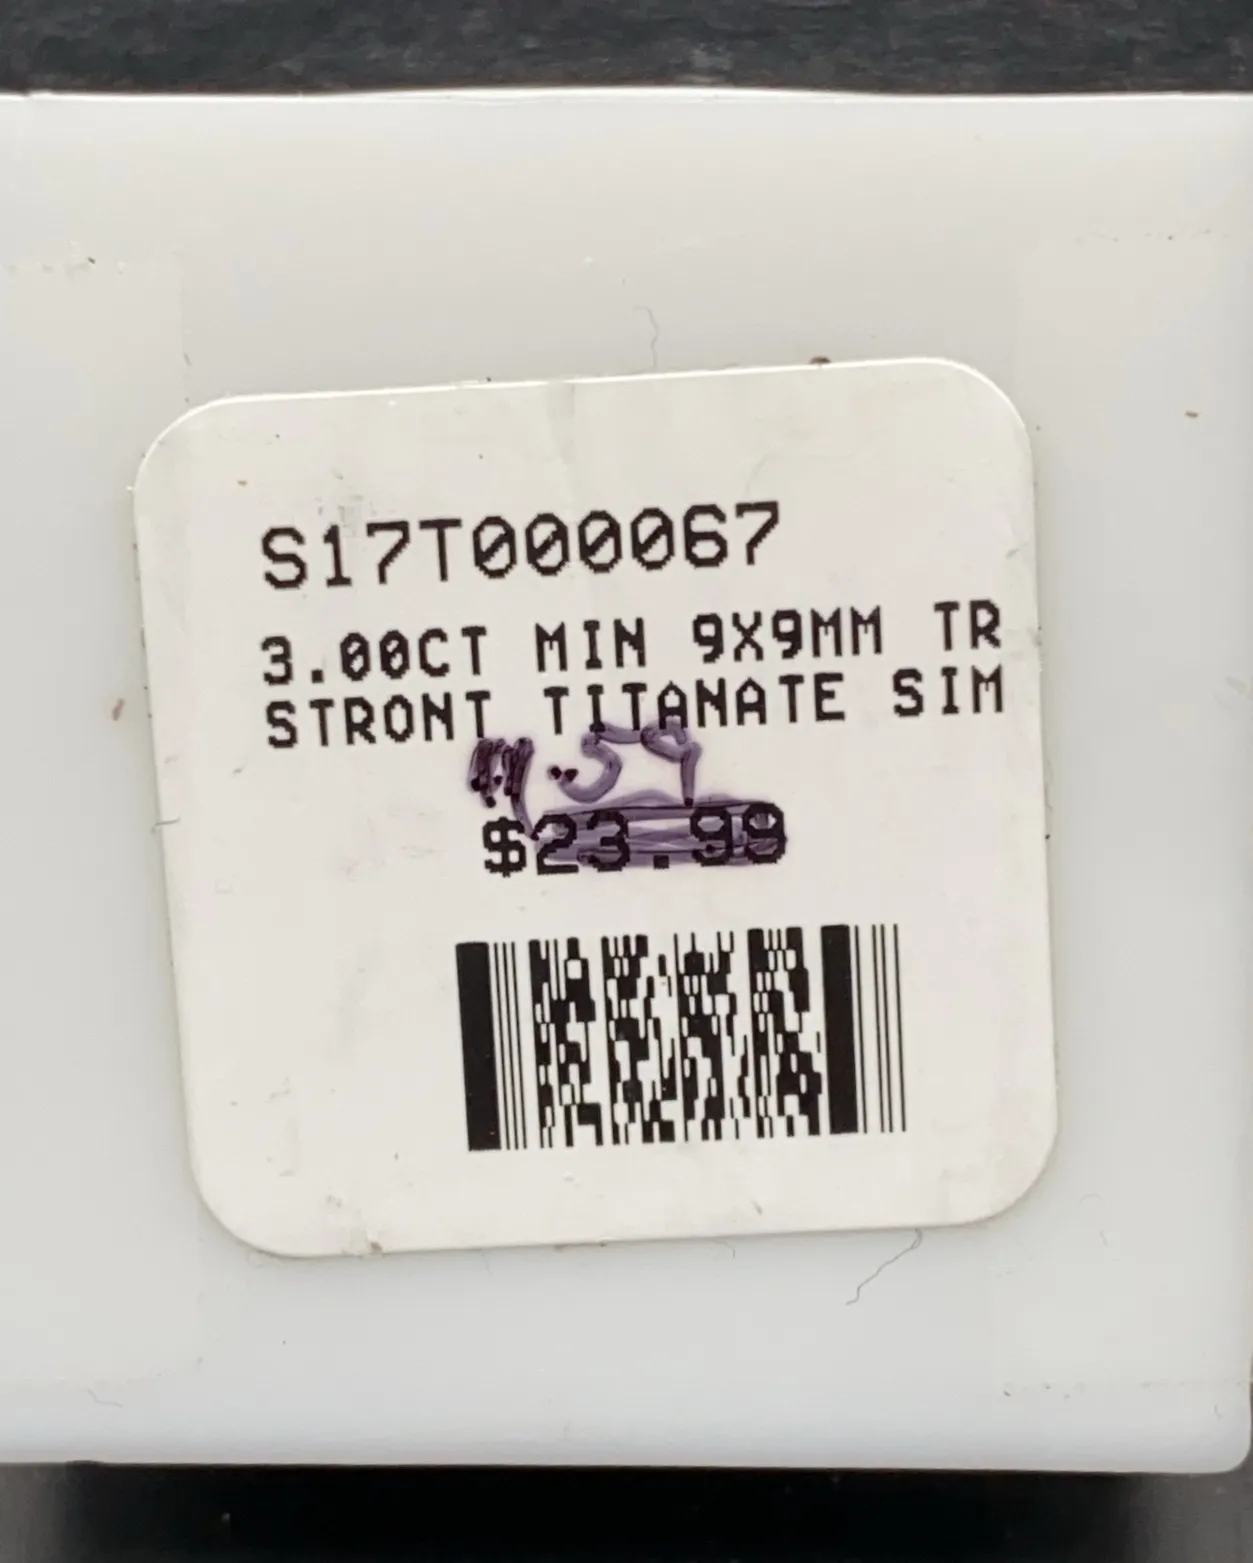 S17T000067
3.00CT MIN 9X9MM TR
STRONT TITANATE SIM
$23.99